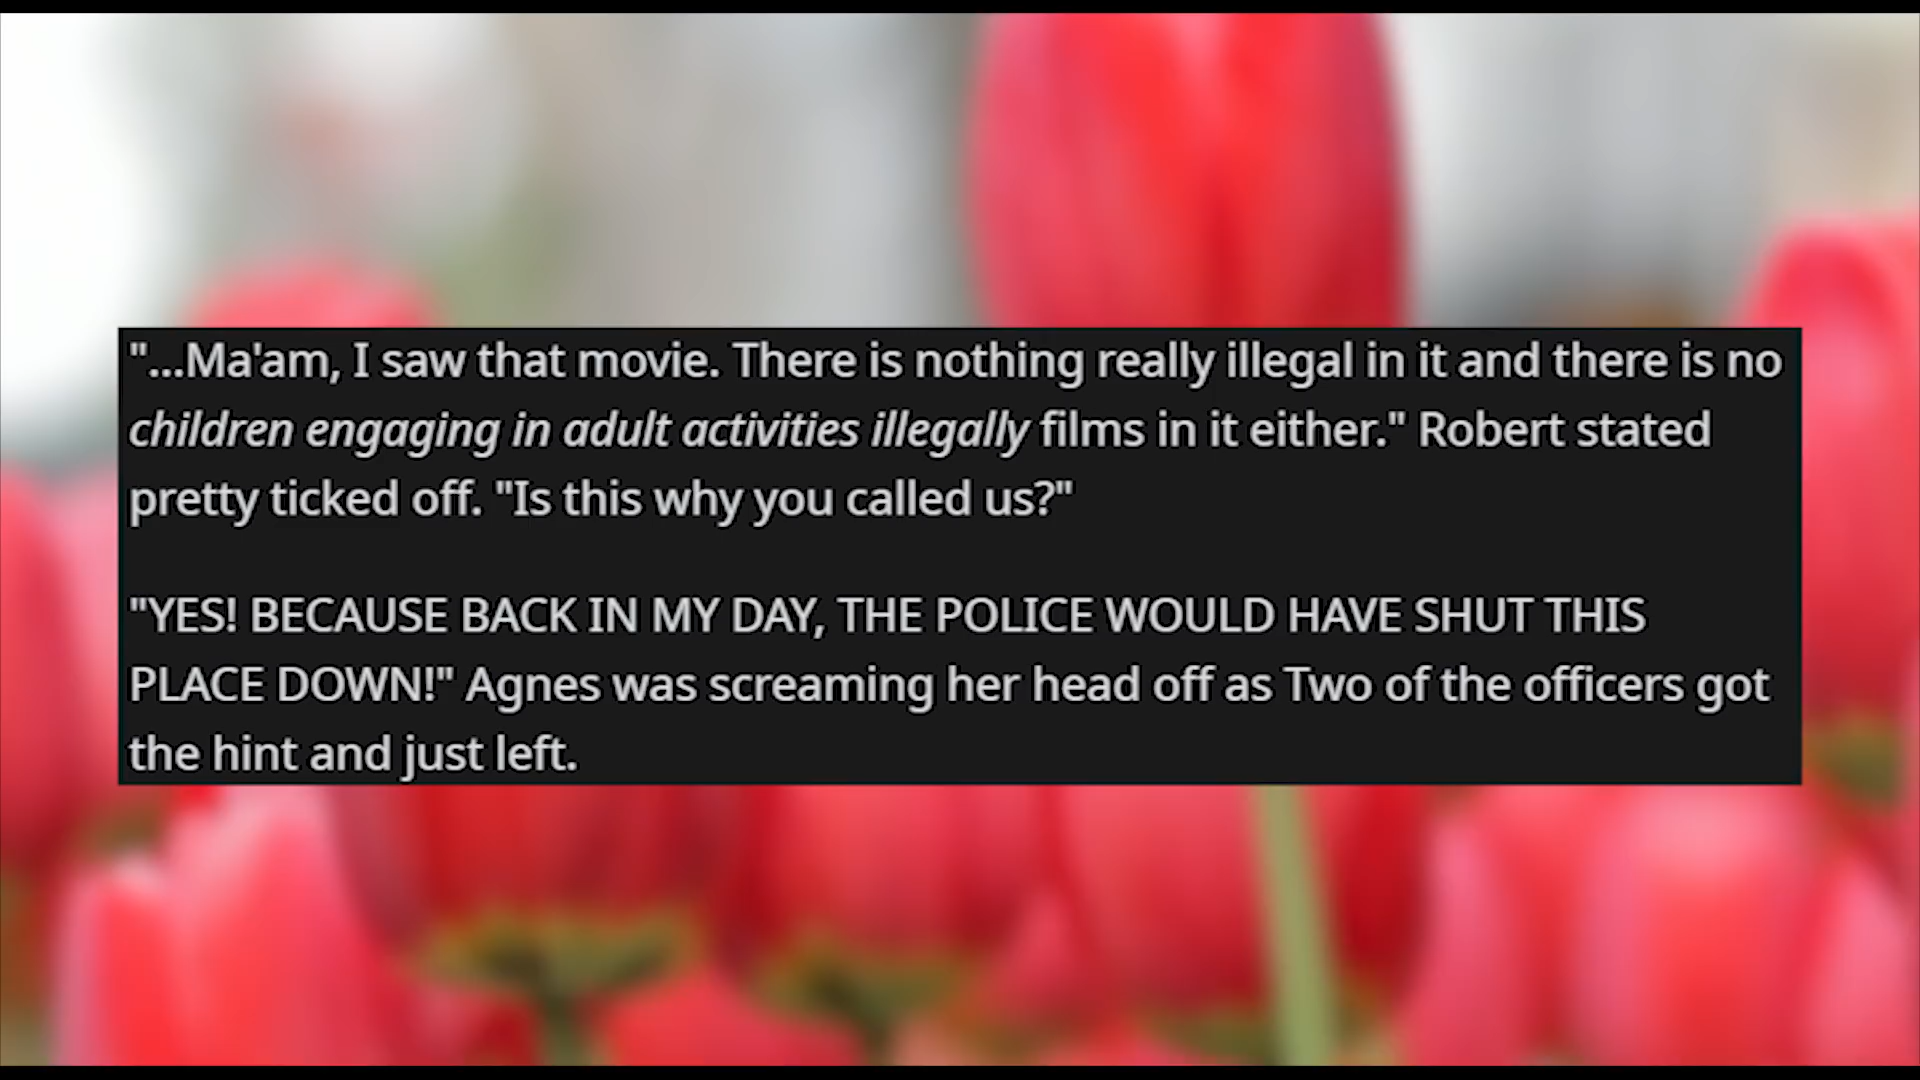 "...Ma'am, I saw that movie. There is nothing really illegal in it and there is no
children engaging in adult activities illegally films in it either." Robert stated
pretty ticked off. "Is this why you called us?"
"YES! BECAUSE BACK IN MY DAY, THE POLICE WOULD HAVE SHUT THIS
PLACE DOWN!" Agnes was screaming her head off as Two of the officers got
the hint and just left.